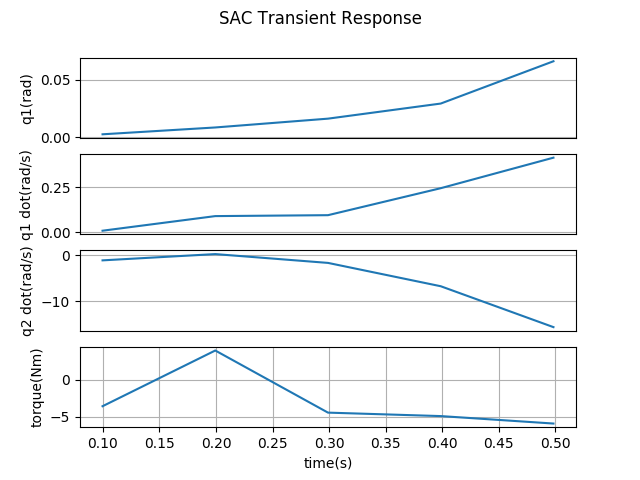 SAC Transient Response
q1(rad)
0.05
0.00
q1 dot(rad/s)
0.25
0.00
q2 dot(rad/s)
0
−10
torque(Nm)
0
−5
0.10 0.15 0.20 0.25 0.30 0.35 0.40 0.45 0.50
time(s)